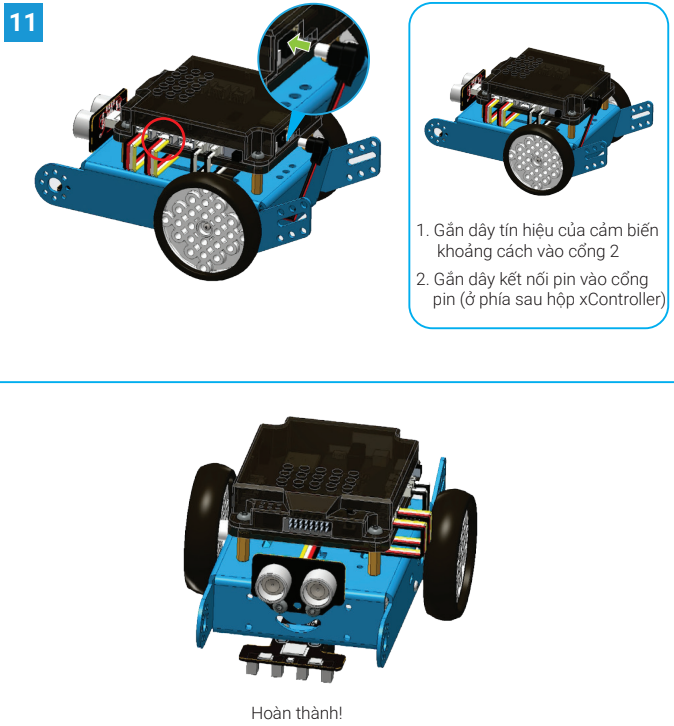 11
1. Gắn dây tín hiệu của cảm biến
khoảng cách vào cổng 2
2. Gắn dây kết nối pin vào cổng
pin (ở phía sau hộp xController)
Hoàn thành!